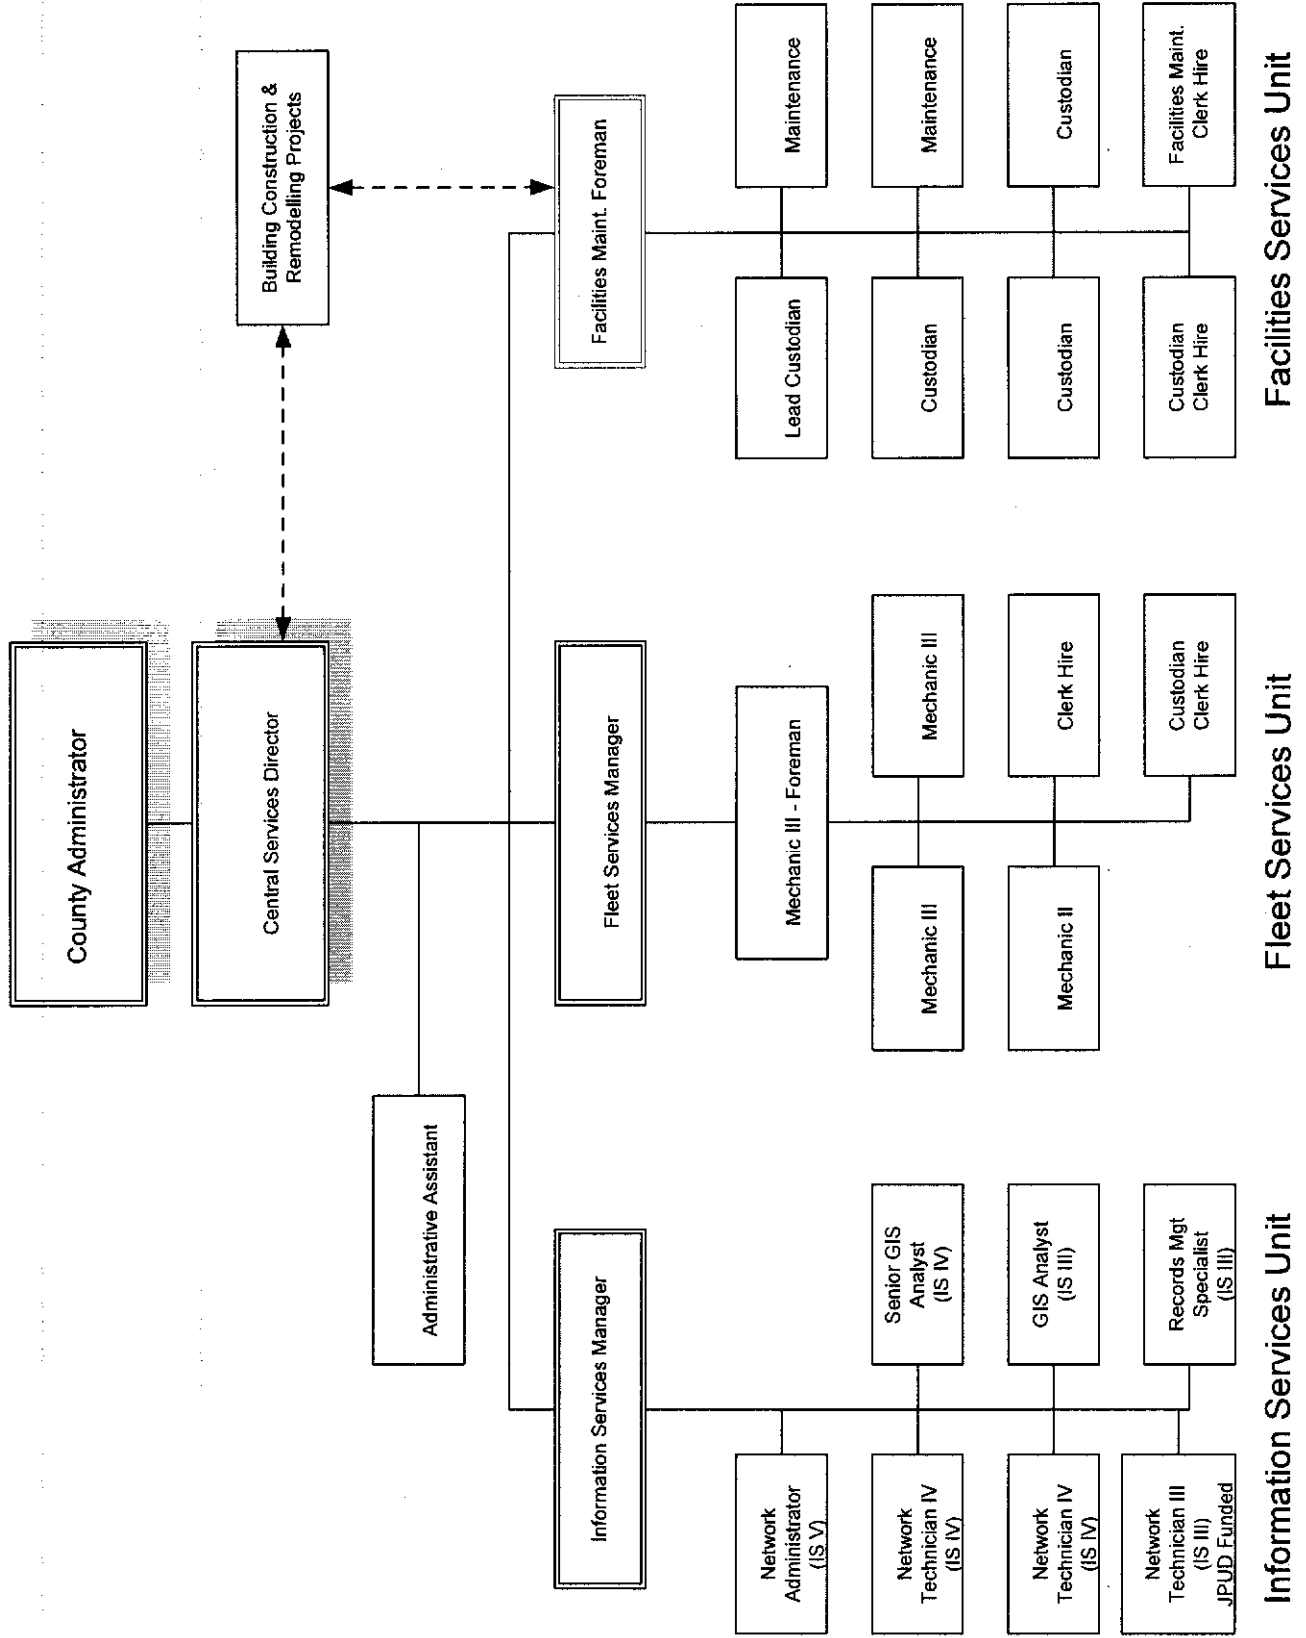 County Administrator
Central Services Director
Building Construction &
Remodelling Projects
Administrative Assistant
Information Services Manager
Fleet Services Manager
Facilities Maint. Foreman
Network
Administrator
(IS V)
Mechanic III - Foreman
Lead Custodian
Maintenance
Network
Technician IV
(IS IV)
Senior GIS
Analyst
(IS IV)
Mechanic III
Mechanic III
Custodian
Maintenance
Network
Technician IV
(IS IV)
GIS Analyst
(IS III)
Mechanic II
Clerk Hire
Custodian
Custodian
Network
Technician III
(IS III)
JPUD Funded
Records Mgt
Specialist
(IS III)
Custodian
Clerk Hire
Custodian
Clerk Hire
Facilities Maint.
Clerk Hire
Information Services Unit
Fleet Services Unit
Facilities Services Unit